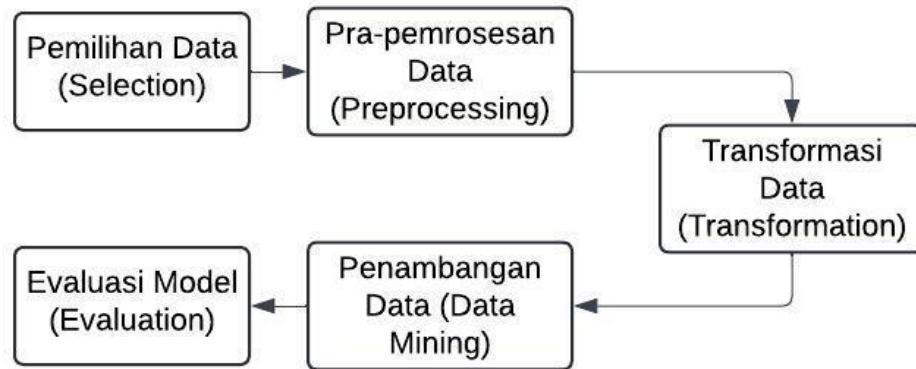 Pemilihan Data
(Selection)
Pra-pemrosesan
Data
(Preprocessing)
Transformasi
Data
(Transformation)
Penambangan
Data (Data
Mining)
Evaluasi Model
(Evaluation)